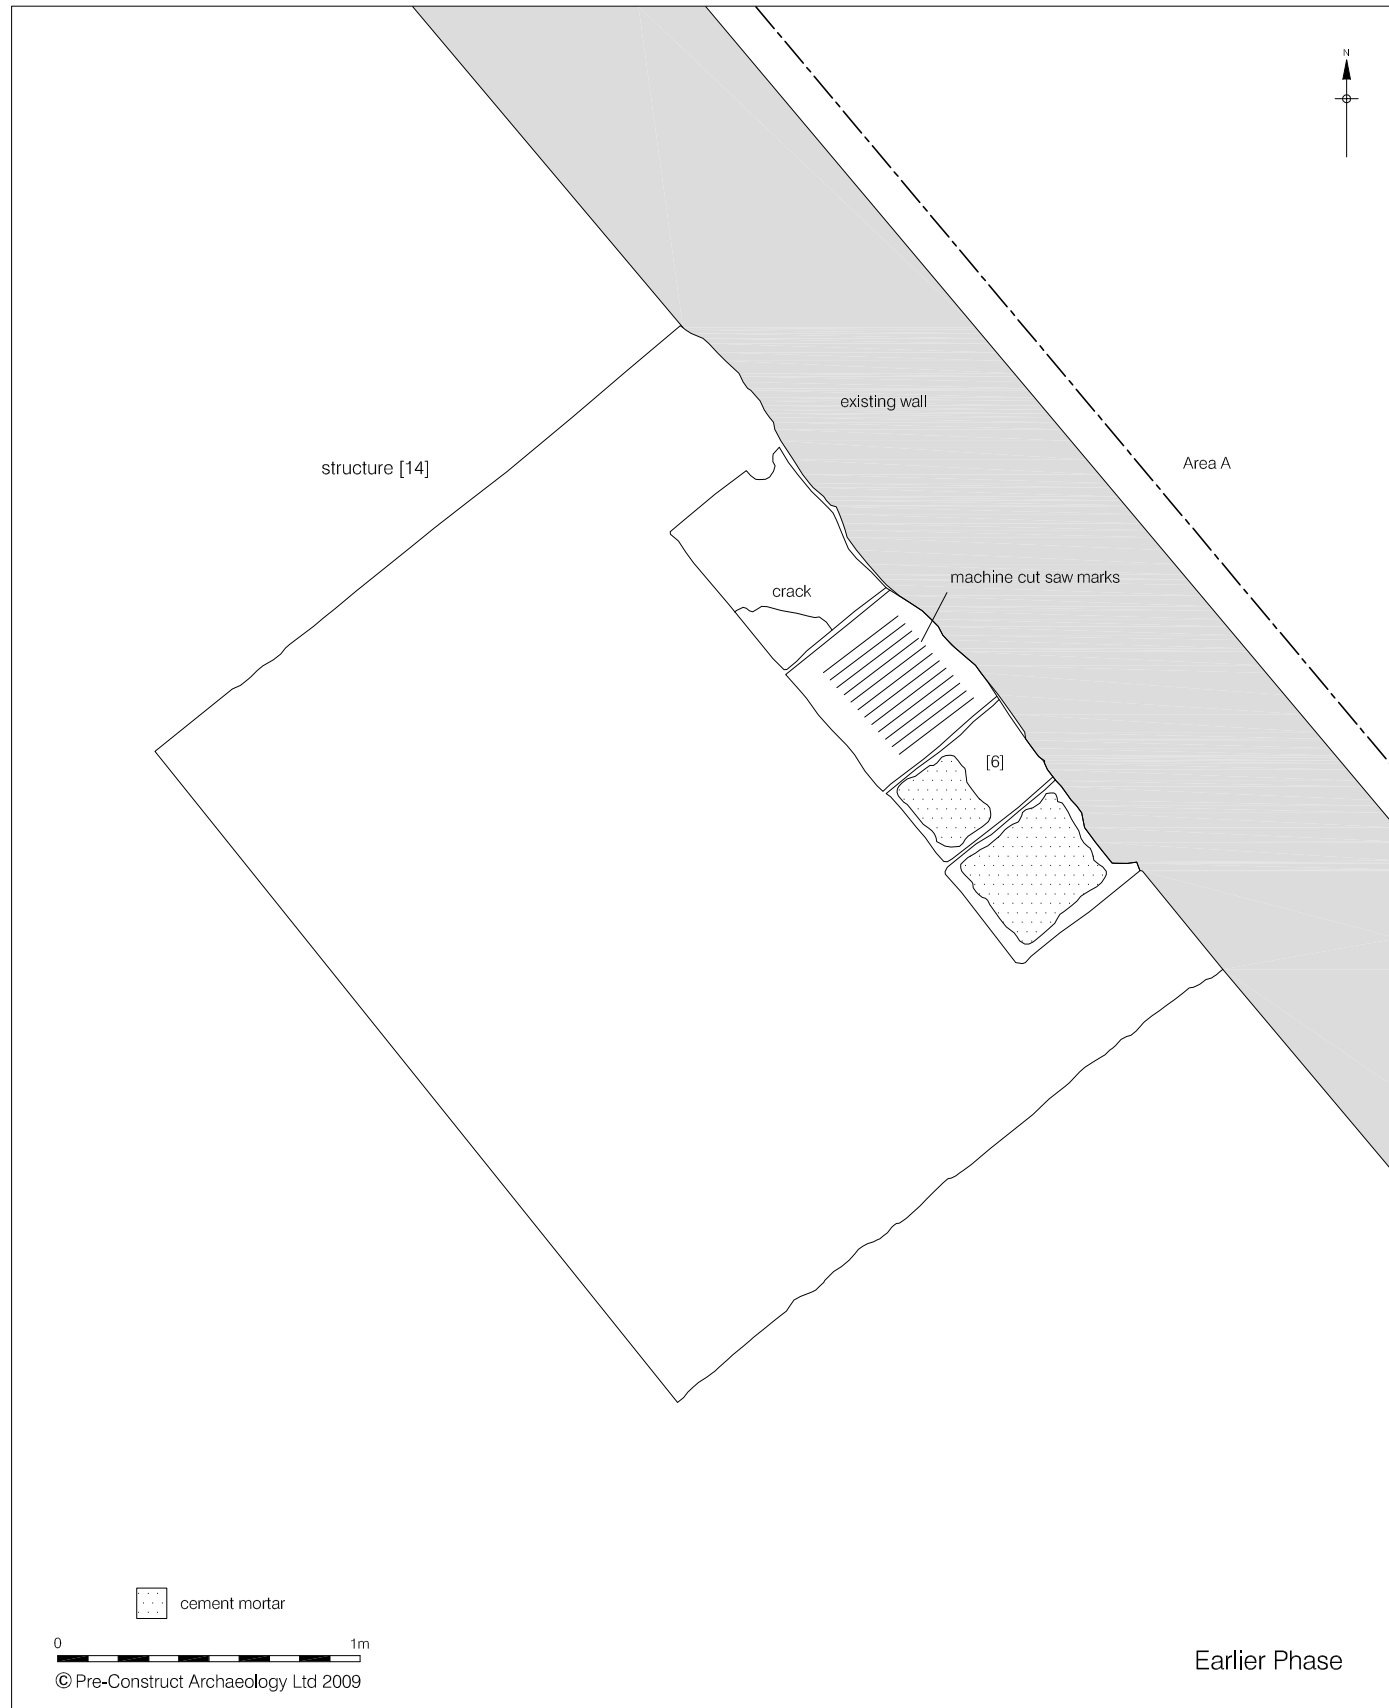 N
existing wall
Area A
structure [14]
machine cut saw marks
crack
[6]
cement mortar
0 1m
© Pre-Construct Archaeology Ltd 2009
Earlier Phase